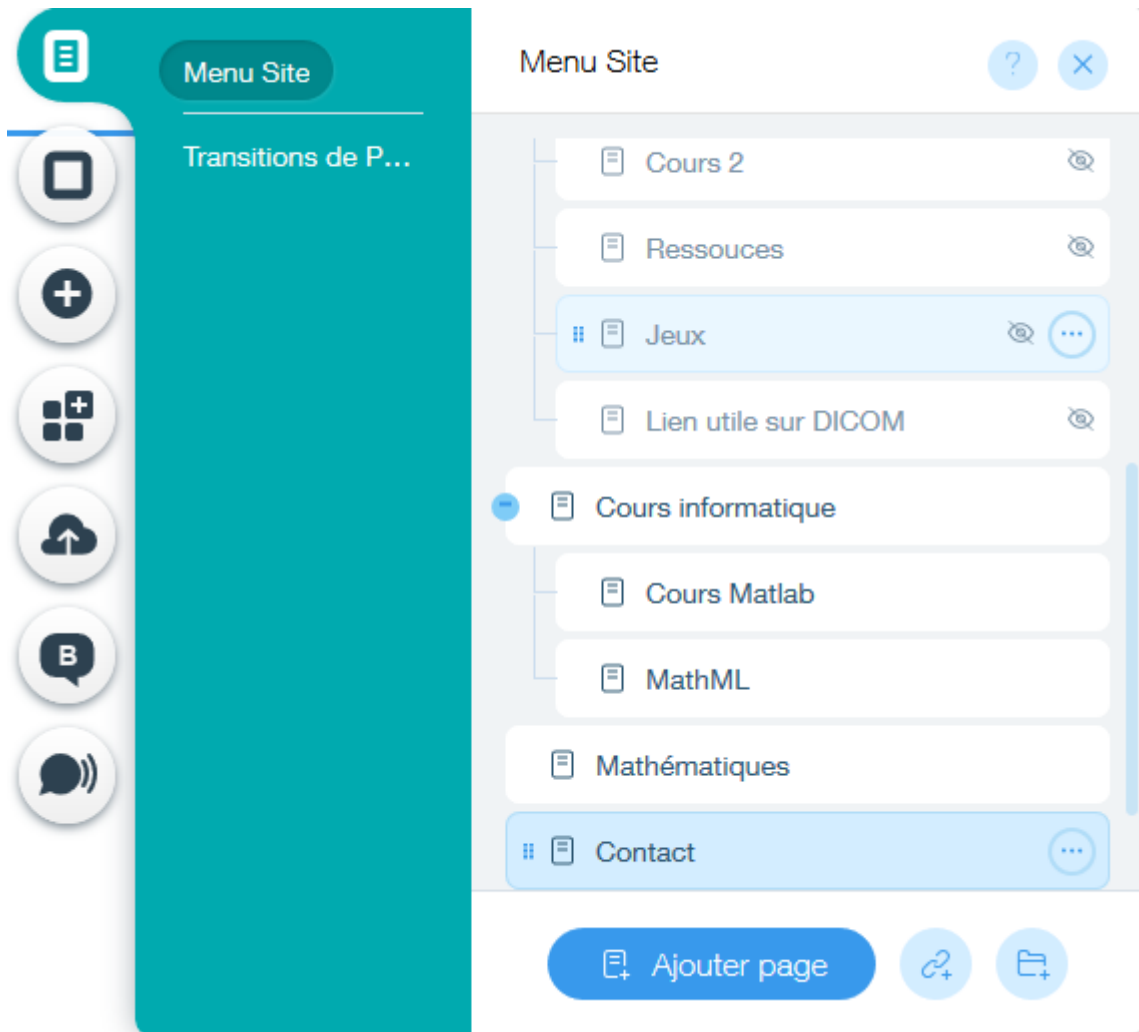 Menu Site
Transitions de P...
Menu Site
?
Cours 2
Ressouces
Jeux
Lien utile sur DICOM
Cours informatique
Cours Matlab
MathML
Mathématiques
Contact
Ajouter page
B